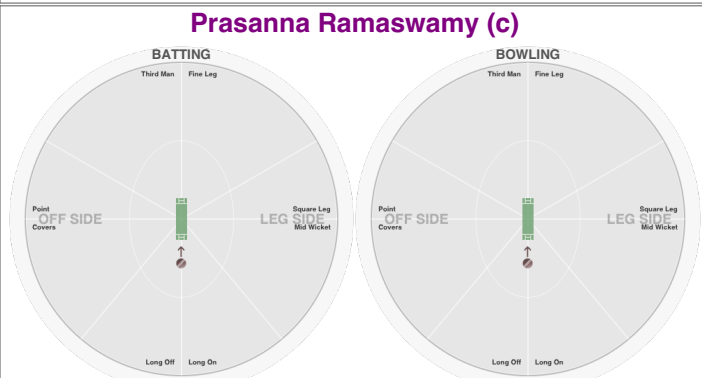 Prasanna Ramaswamy (c)
BATTING
Third Man Fine Leg
Point
OFF SIDE
Covers
Square Leg
LEG SIDE
Mid Wicket
Long Off Long On
BOWLING
Third Man Fine Leg
Point
OFF SIDE
Covers
Square Leg
LEG SIDE
Mid Wicket
Long Off Long On